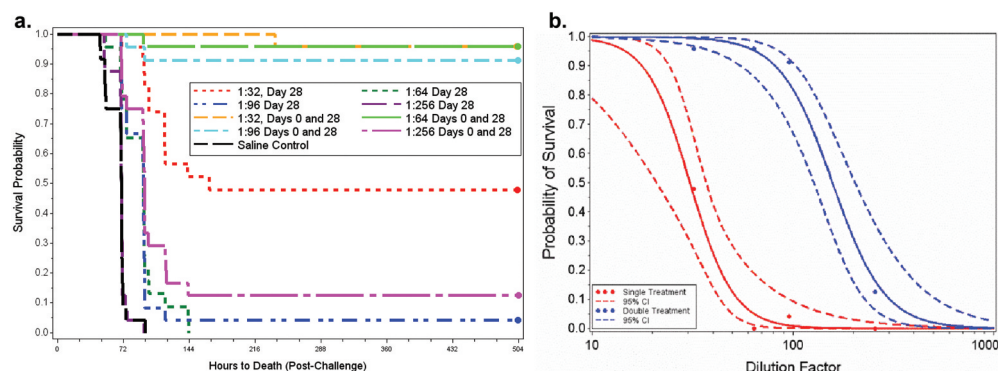 a.
Survival Probability
1.0
0.9
0.8
0.7
0.6
0.5
0.4
0.3
0.2
0.1
0.0
1:32, Day 28
1:64 Day 28
1:96 Day 28
1:256 Day 28
1:32, Days 0 and 28
1:64 Days 0 and 28
1:96 Days 0 and 28
1:256 Days 0 and 28
Saline Control
0
72
144
216
288
360
432
504
Hours to Death (Post-Challenge)
b.
Probability of Survival
1.0
0.9
0.8
0.7
0.6
0.5
0.4
0.3
0.2
0.1
0.0
Single Treatment
95% CI
Double Treatment
95% CI
10
100
1000
Dilution Factor